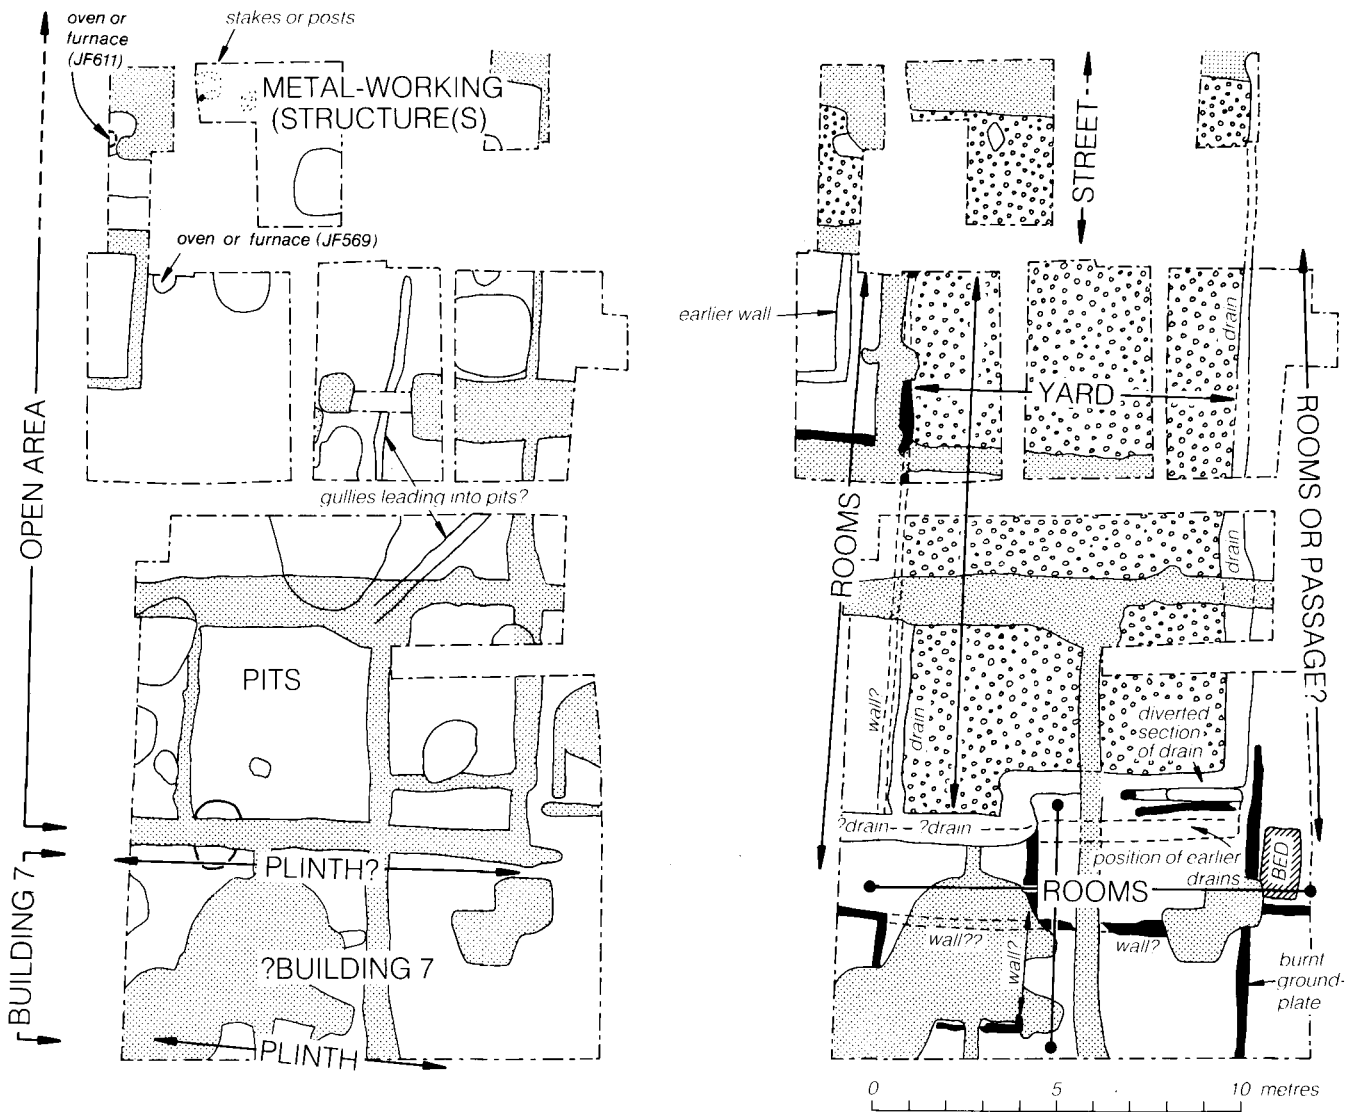 oven or
furnace
(JF611)
stakes or posts
METAL-WORKING
(STRUCTURE(S)
oven or furnace (JF569)
OPEN AREA
gullies leading into pits?
PITS
PLINTH?
BUILDING 7
?BUILDING 7
PLINTH
STREET
earlier wall
drain
YARD
ROOMS
ROOMS OR PASSAGE?
drain
wall?
drain
diverted
section
of drain
?drain
?drain
position of earlier
drains
BED
ROOMS
wall??
wall?
wall?
burnt
ground-
plate
0 5 10 metres